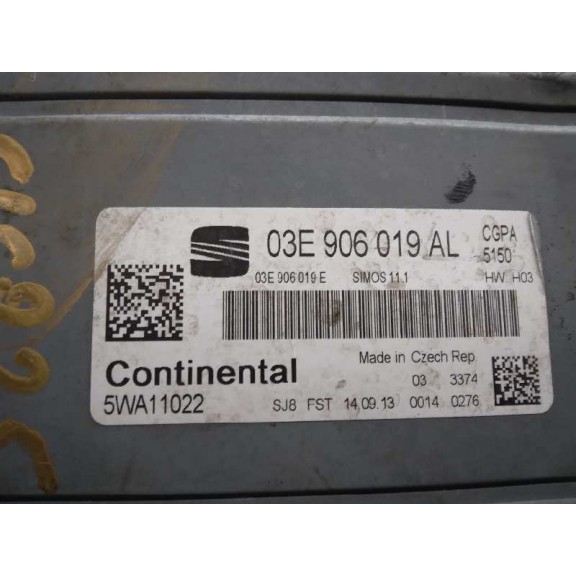 03E 906 019 AL CGPA
5150
03E 906 019 E SIMOS 11.1 HW H03
Continental Made in Czech Rep
03 3374
5WA11022 SJ8 FST 14.09.13 0014 0276